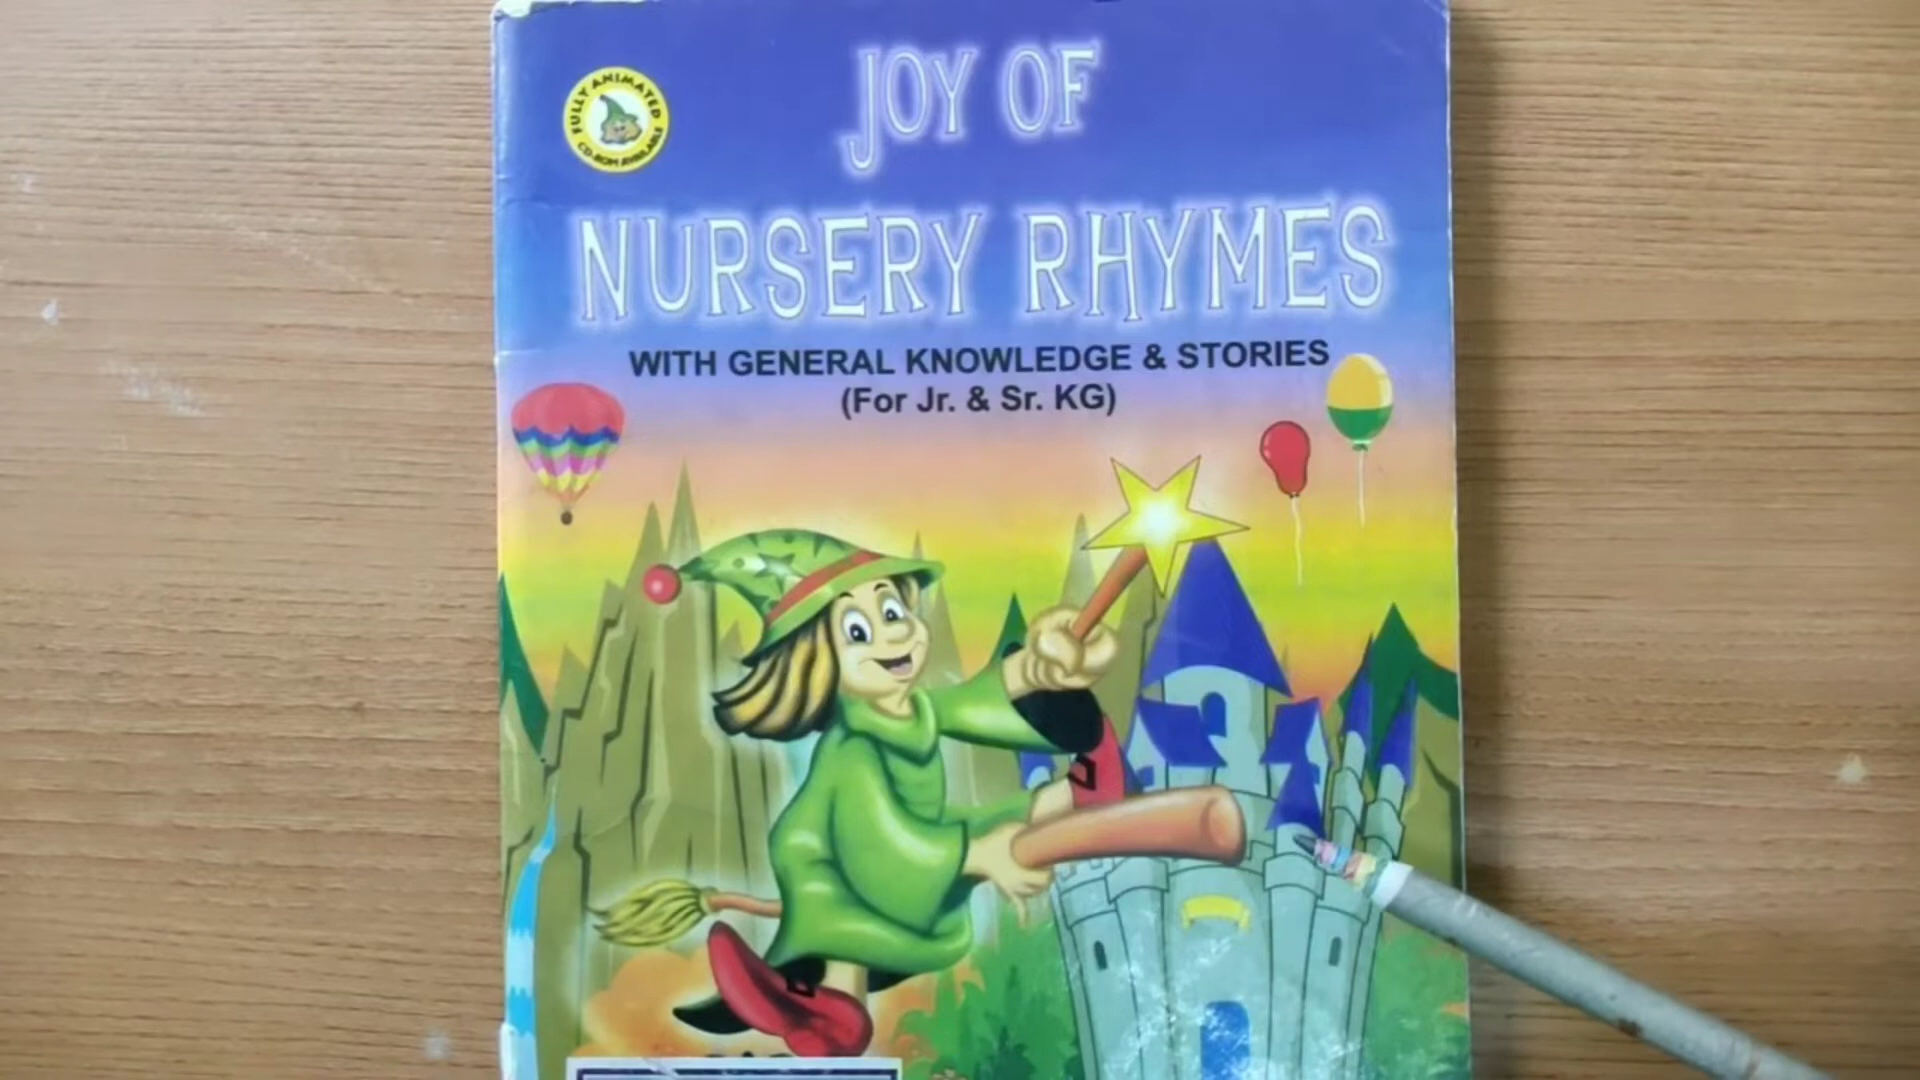 FULLY ANIMATED
CD-ROM AVAILABLE
JOY OF
NURSERY RHYMES
WITH GENERAL KNOWLEDGE & STORIES
(For Jr. & Sr. KG)